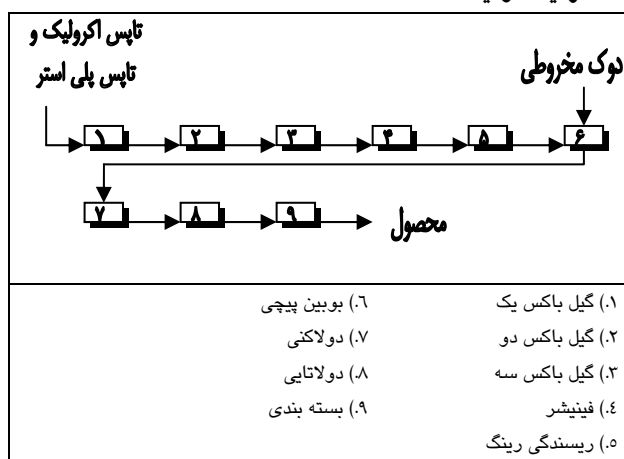 تاپس اکرولیک و
تاپس پلی استر
دوک مخروطی
۱ ۲ ۳ ۴ ۵ ۶
۷ ۸ ۹ محصول
۱.) گیل باکس یک
۲.) گیل باکس دو
۳.) گیل باکس سه
۴.) فینیشر
۵.) ریسندگی رینگ
۶.) بوبین پیچی
۷.) دولاکنی
۸.) دولاتایی
۹.) بسته بندی